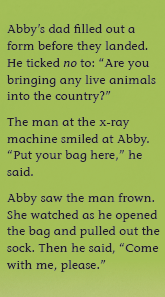 Abby’s dad filled out a
form before they landed.
He ticked no to: “Are you
bringing any live animals
into the country?”
The man at the x-ray
machine smiled at Abby.
“Put your bag here,” he
said.
Abby saw the man frown.
She watched as he opened
the bag and pulled out the
sock. Then he said, “Come
with me, please.”